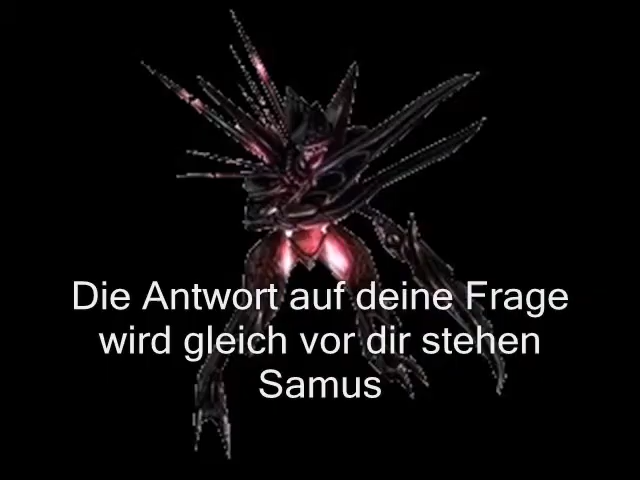 Die Antwort auf deine Frage
wird gleich vor dir stehen
Samus